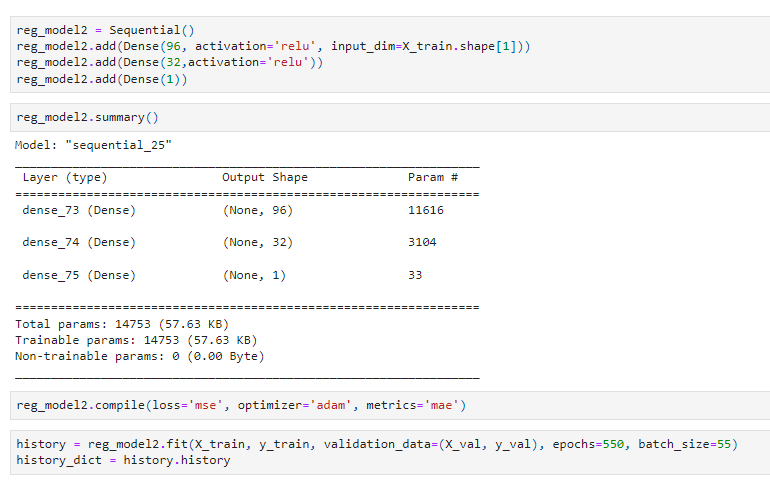 reg_model2 = Sequential()
reg_model2.add(Dense(96, activation='relu', input_dim=X_train.shape[1]))
reg_model2.add(Dense(32,activation='relu'))
reg_model2.add(Dense(1))
reg_model2.summary()
Model: "sequential_25"
_________________________________________________________________
Layer (type) Output Shape Param #
=================================================================
dense_73 (Dense) (None, 96) 11616
dense_74 (Dense) (None, 32) 3104
dense_75 (Dense) (None, 1) 33
=================================================================
Total params: 14753 (57.63 KB)
Trainable params: 14753 (57.63 KB)
Non-trainable params: 0 (0.00 Byte)
_________________________________________________________________
reg_model2.compile(loss='mse', optimizer='adam', metrics='mae')
history = reg_model2.fit(X_train, y_train, validation_data=(X_val, y_val), epochs=550, batch_size=55)
history_dict = history.history